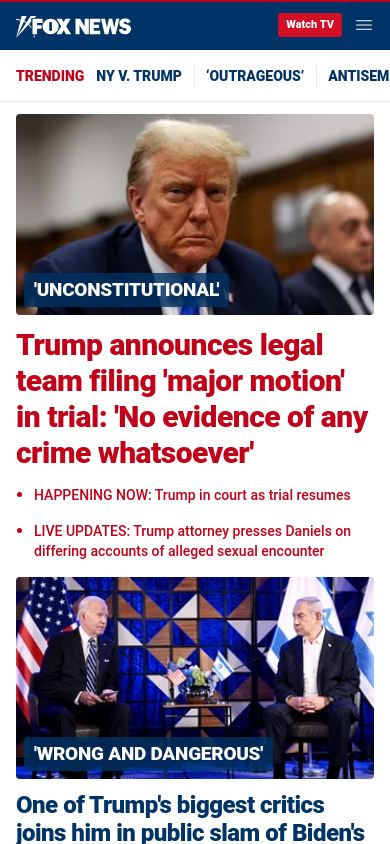 FOX NEWS
Watch TV
TRENDING NY V. TRUMP 'OUTRAGEOUS' ANTISEM
'UNCONSTITUTIONAL'
Trump announces legal
team filing 'major motion'
in trial: 'No evidence of any
crime whatsoever'
• HAPPENING NOW: Trump in court as trial resumes
• LIVE UPDATES: Trump attorney presses Daniels on
differing accounts of alleged sexual encounter
'WRONG AND DANGEROUS'
One of Trump's biggest critics
joins him in public slam of Biden's